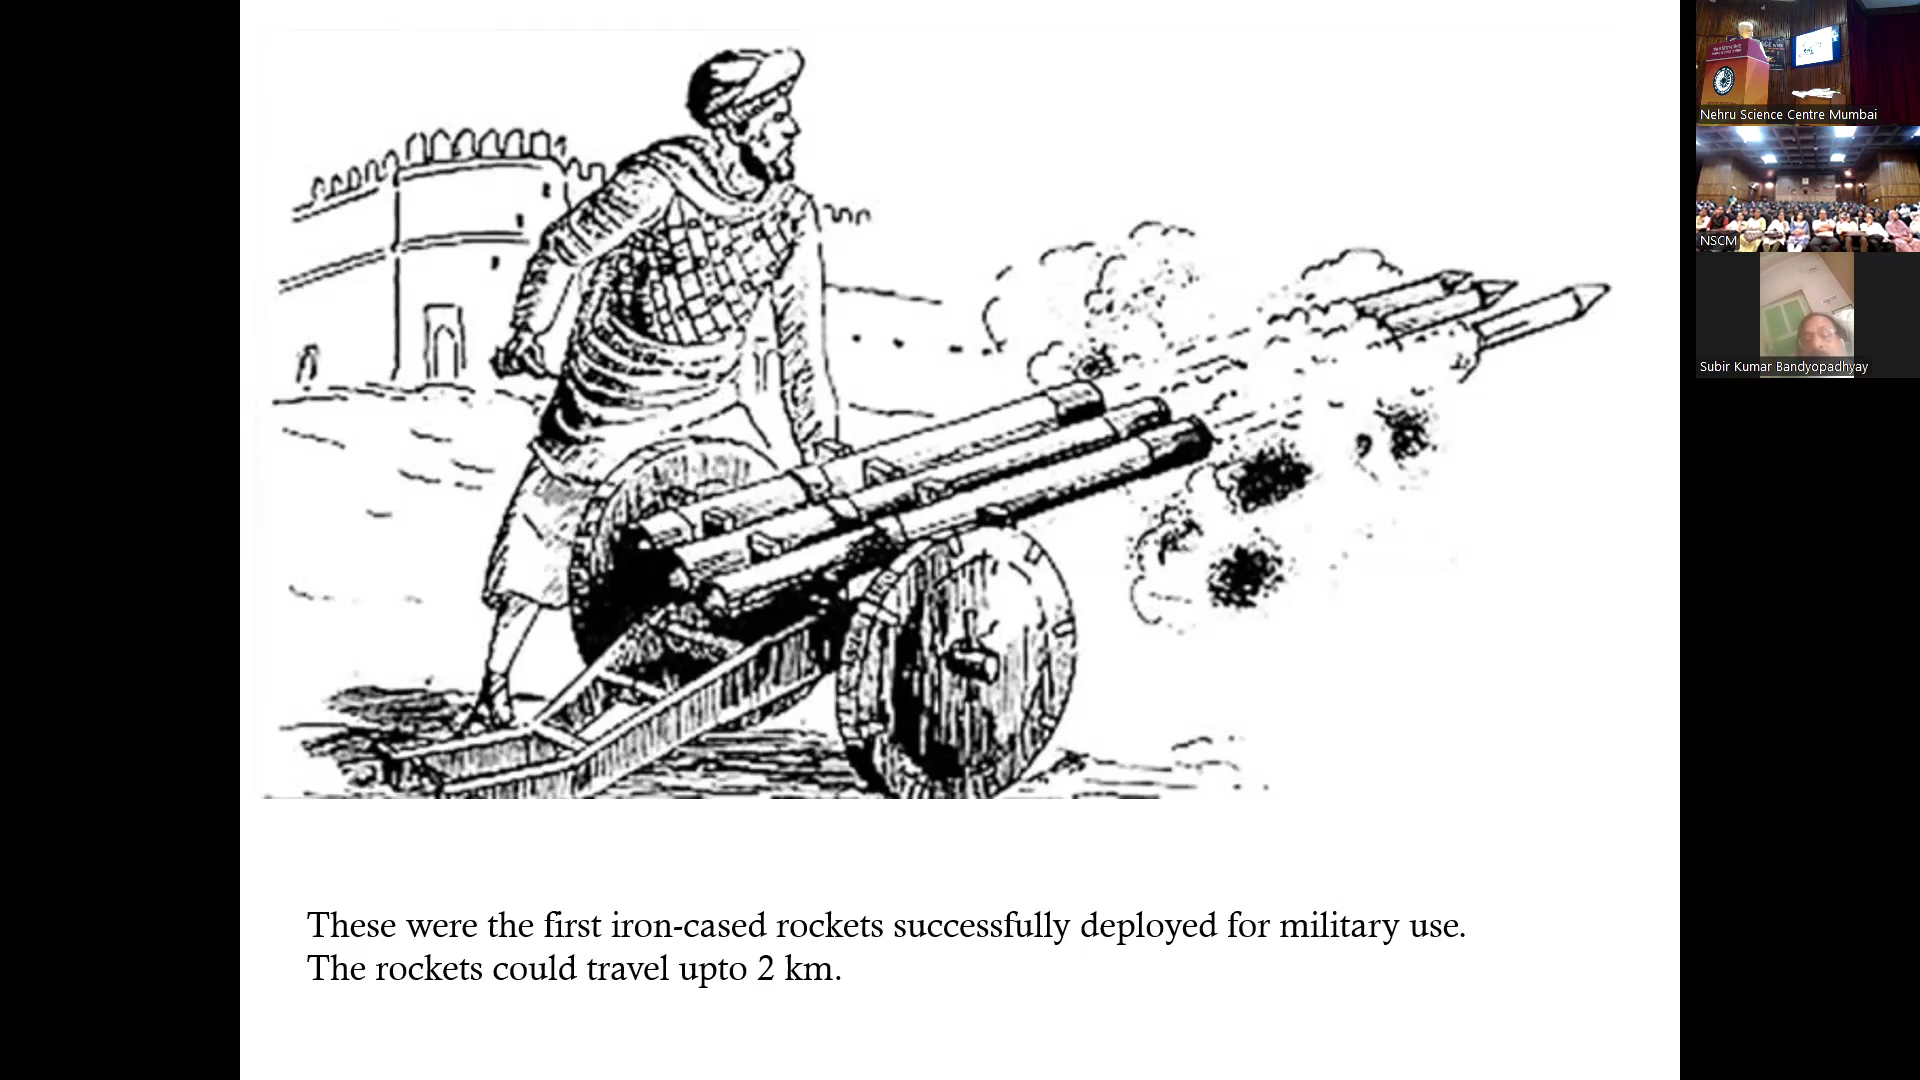 These were the first iron-cased rockets successfully deployed for military use.
The rockets could travel upto 2 km.
Nehru Science Centre Mumbai
NSCM
Subir Kumar Bandyopadhyay